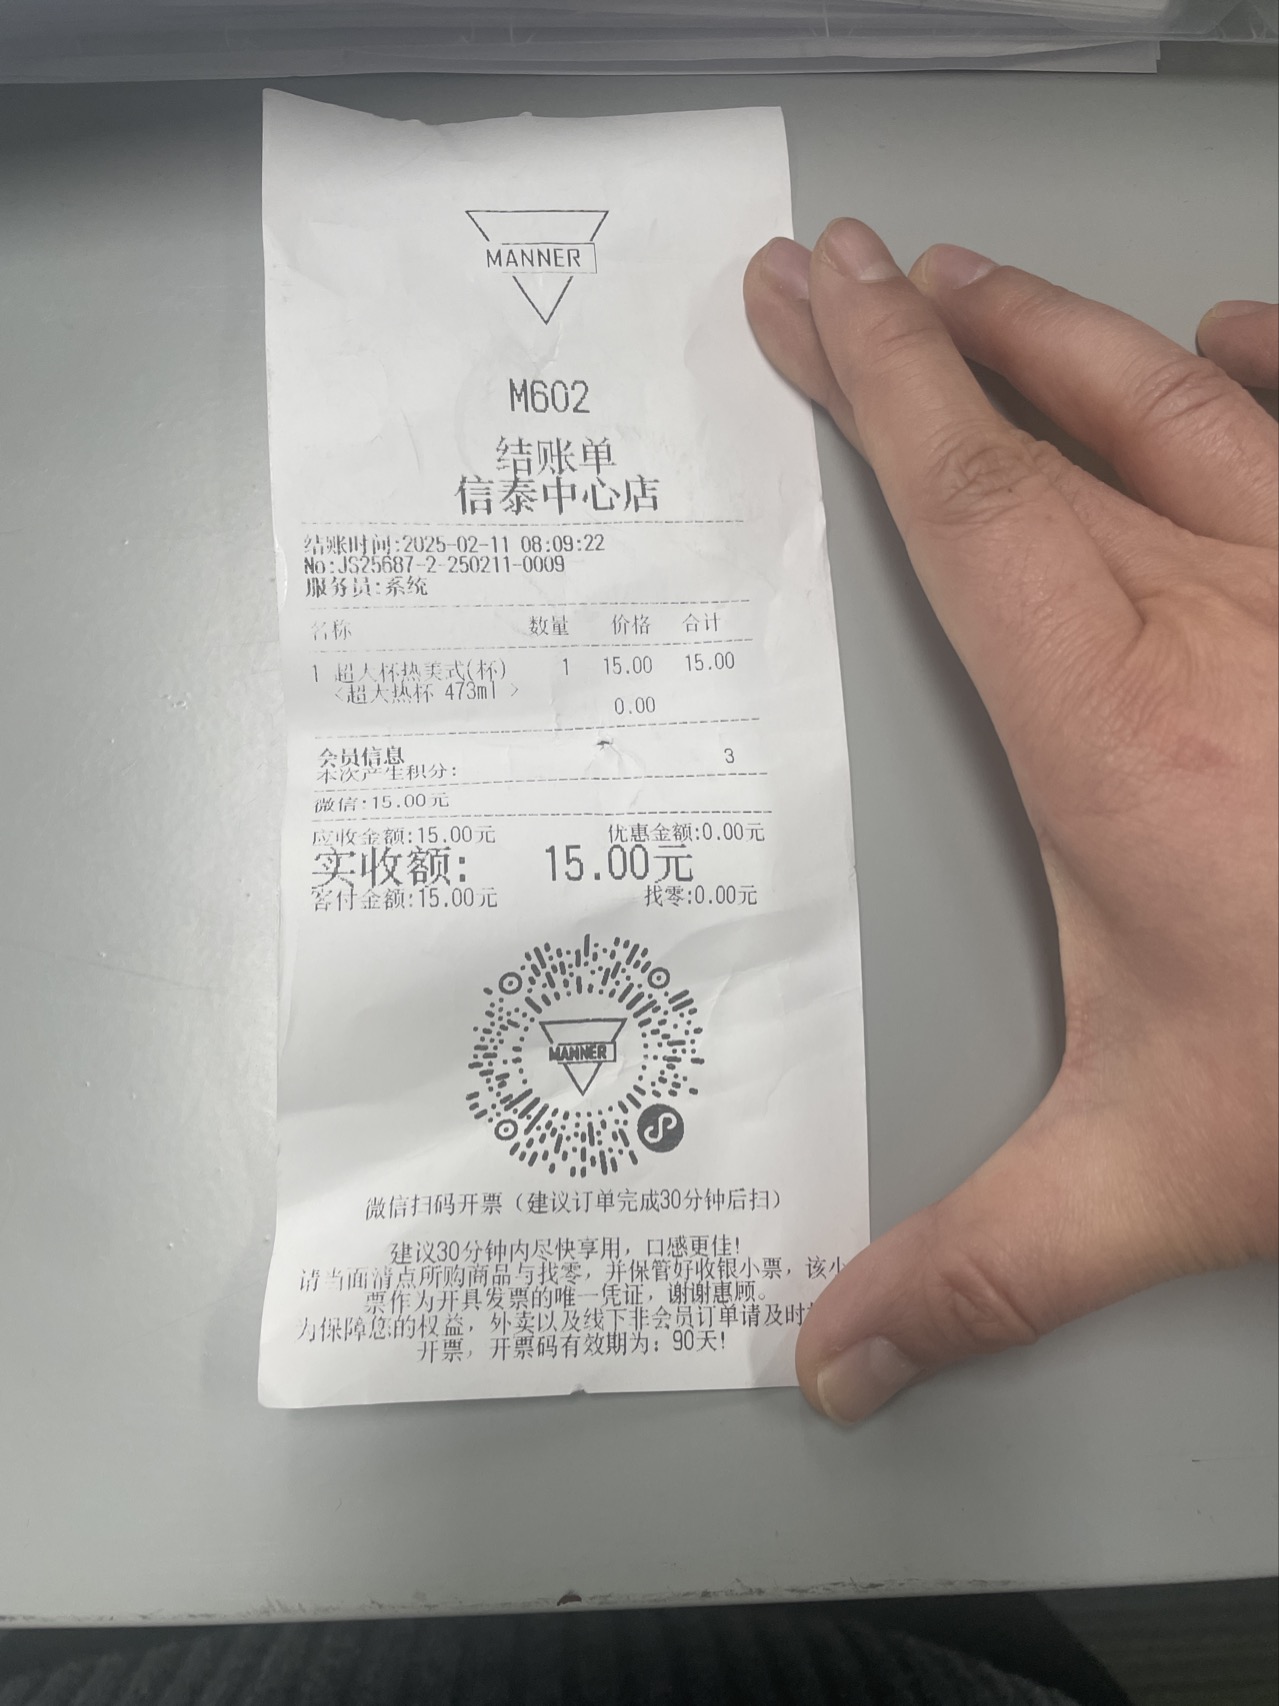 MANNER
M602
结账单
信泰中心店
结账时间:2025-02-11 08:09:22
No:JS25687-2-250211-0009
服务员:系统
名称 数量 价格 合计
1 超大杯热美式(杯) 1 15.00 15.00
<超大热杯 473ml >
0.00
会员信息
本次产生积分: 3
微信:15.00元
应收金额:15.00元 优惠金额:0.00元
实收额: 15.00元
客付金额:15.00元 找零:0.00元
MANNER
微信扫码开票（建议订单完成30分钟后扫）
建议30分钟内尽快享用，口感更佳!
请当面清点所购商品与找零，并保管好收银小票，该小
票作为开具发票的唯一凭证，谢谢惠顾。
为保障您的权益，外卖以及线下非会员订单请及时
开票，开票码有效期为：90天!